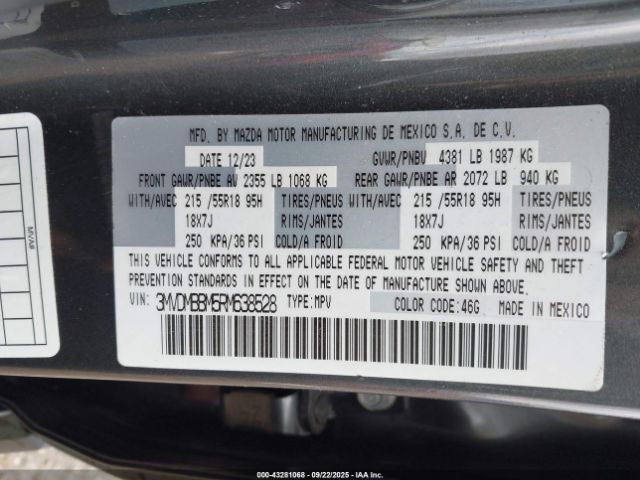 MFD. BY MAZDA MOTOR MANUFACTURING DE MEXICO S.A. DE C.V.
DATE 12/23 GVWR/PNBV 4381 LB 1987 KG
FRONT GAWR/PNBE AV 2355 LB 1068 KG REAR GAWR/PNBE AR 2072 LB 940 KG
WITH/AVEC 215 /55R18 95H TIRES/PNEUS WITH/AVEC 215 /55R18 95H TIRES/PNEUS
18X7J RIMS/JANTES 18X7J RIMS/JANTES
250 KPA/36 PSI COLD/A FROID 250 KPA/36 PSI COLD/A FROID
THIS VEHICLE CONFORMS TO ALL APPLICABLE FEDERAL MOTOR VEHICLE SAFETY AND THEFT
PREVENTION STANDARDS IN EFFECT ON THE DATE OF MANUFACTURE SHOWN ABOVE.
VIN: 3MVDMBBM5RM638528 TYPE: MPV COLOR CODE: 46G MADE IN MEXICO
000-43281068 - 09/22/2025 - IAAI.COM